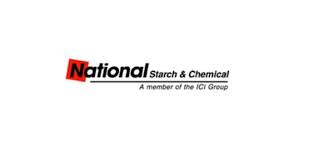 National Starch & Chemical
A member of the ICI Group